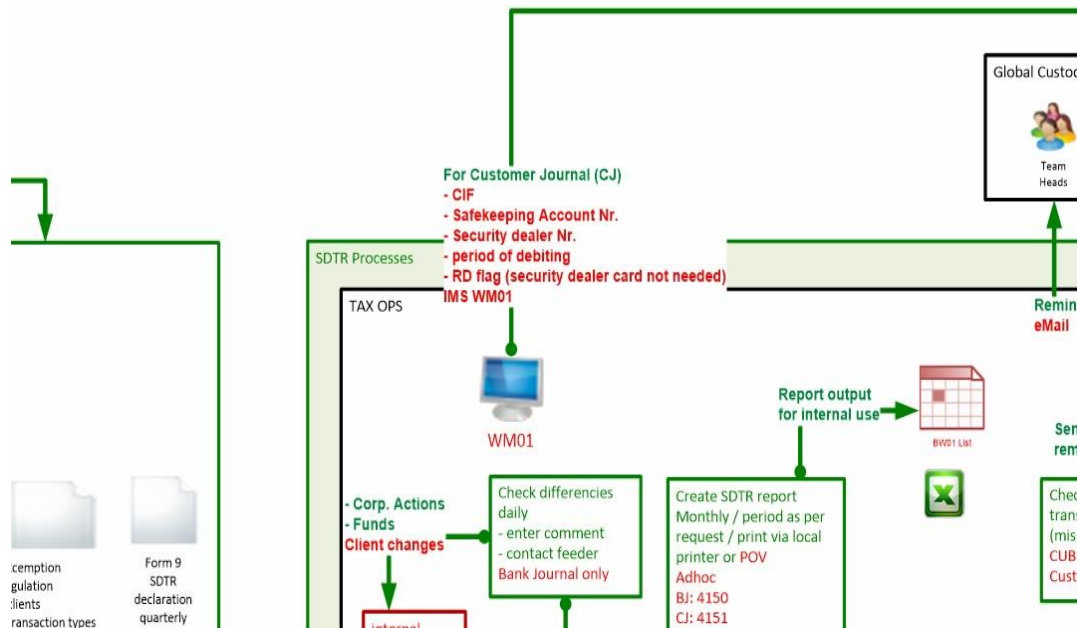 Global Custo
Team
Heads
For Customer Journal (CJ)
- CIF
- Safekeeping Account Nr.
- Security dealer Nr.
- period of debiting
- RD flag (security dealer card not needed)
IMS WM01
SDTR Processes
TAX OPS
Remin
eMail
WM01
Report output
for internal use
BW01 List
Sen
rem
- Corp. Actions
- Funds
Client changes
Check differencies
daily
- enter comment
- contact feeder
Bank Journal only
Create SDTR report
Monthly / period as per
request / print via local
printer or POV
Adhoc
BJ: 4150
CJ: 4151
Chec
trans
(mis
CUB
Cust
cemption
gulation
clients
ransaction types
Form 9
SDTR
declaration
quarterly
internal